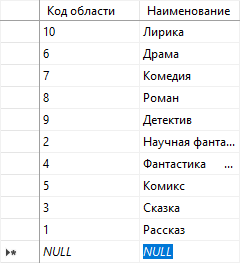 Код области Наименование
10 Лирика
6 Драма
7 Комедия
8 Роман
9 Детектив
2 Научная фанта...
4 Фантастика ...
5 Комикс
3 Сказка
1 Рассказ
NULL NULL